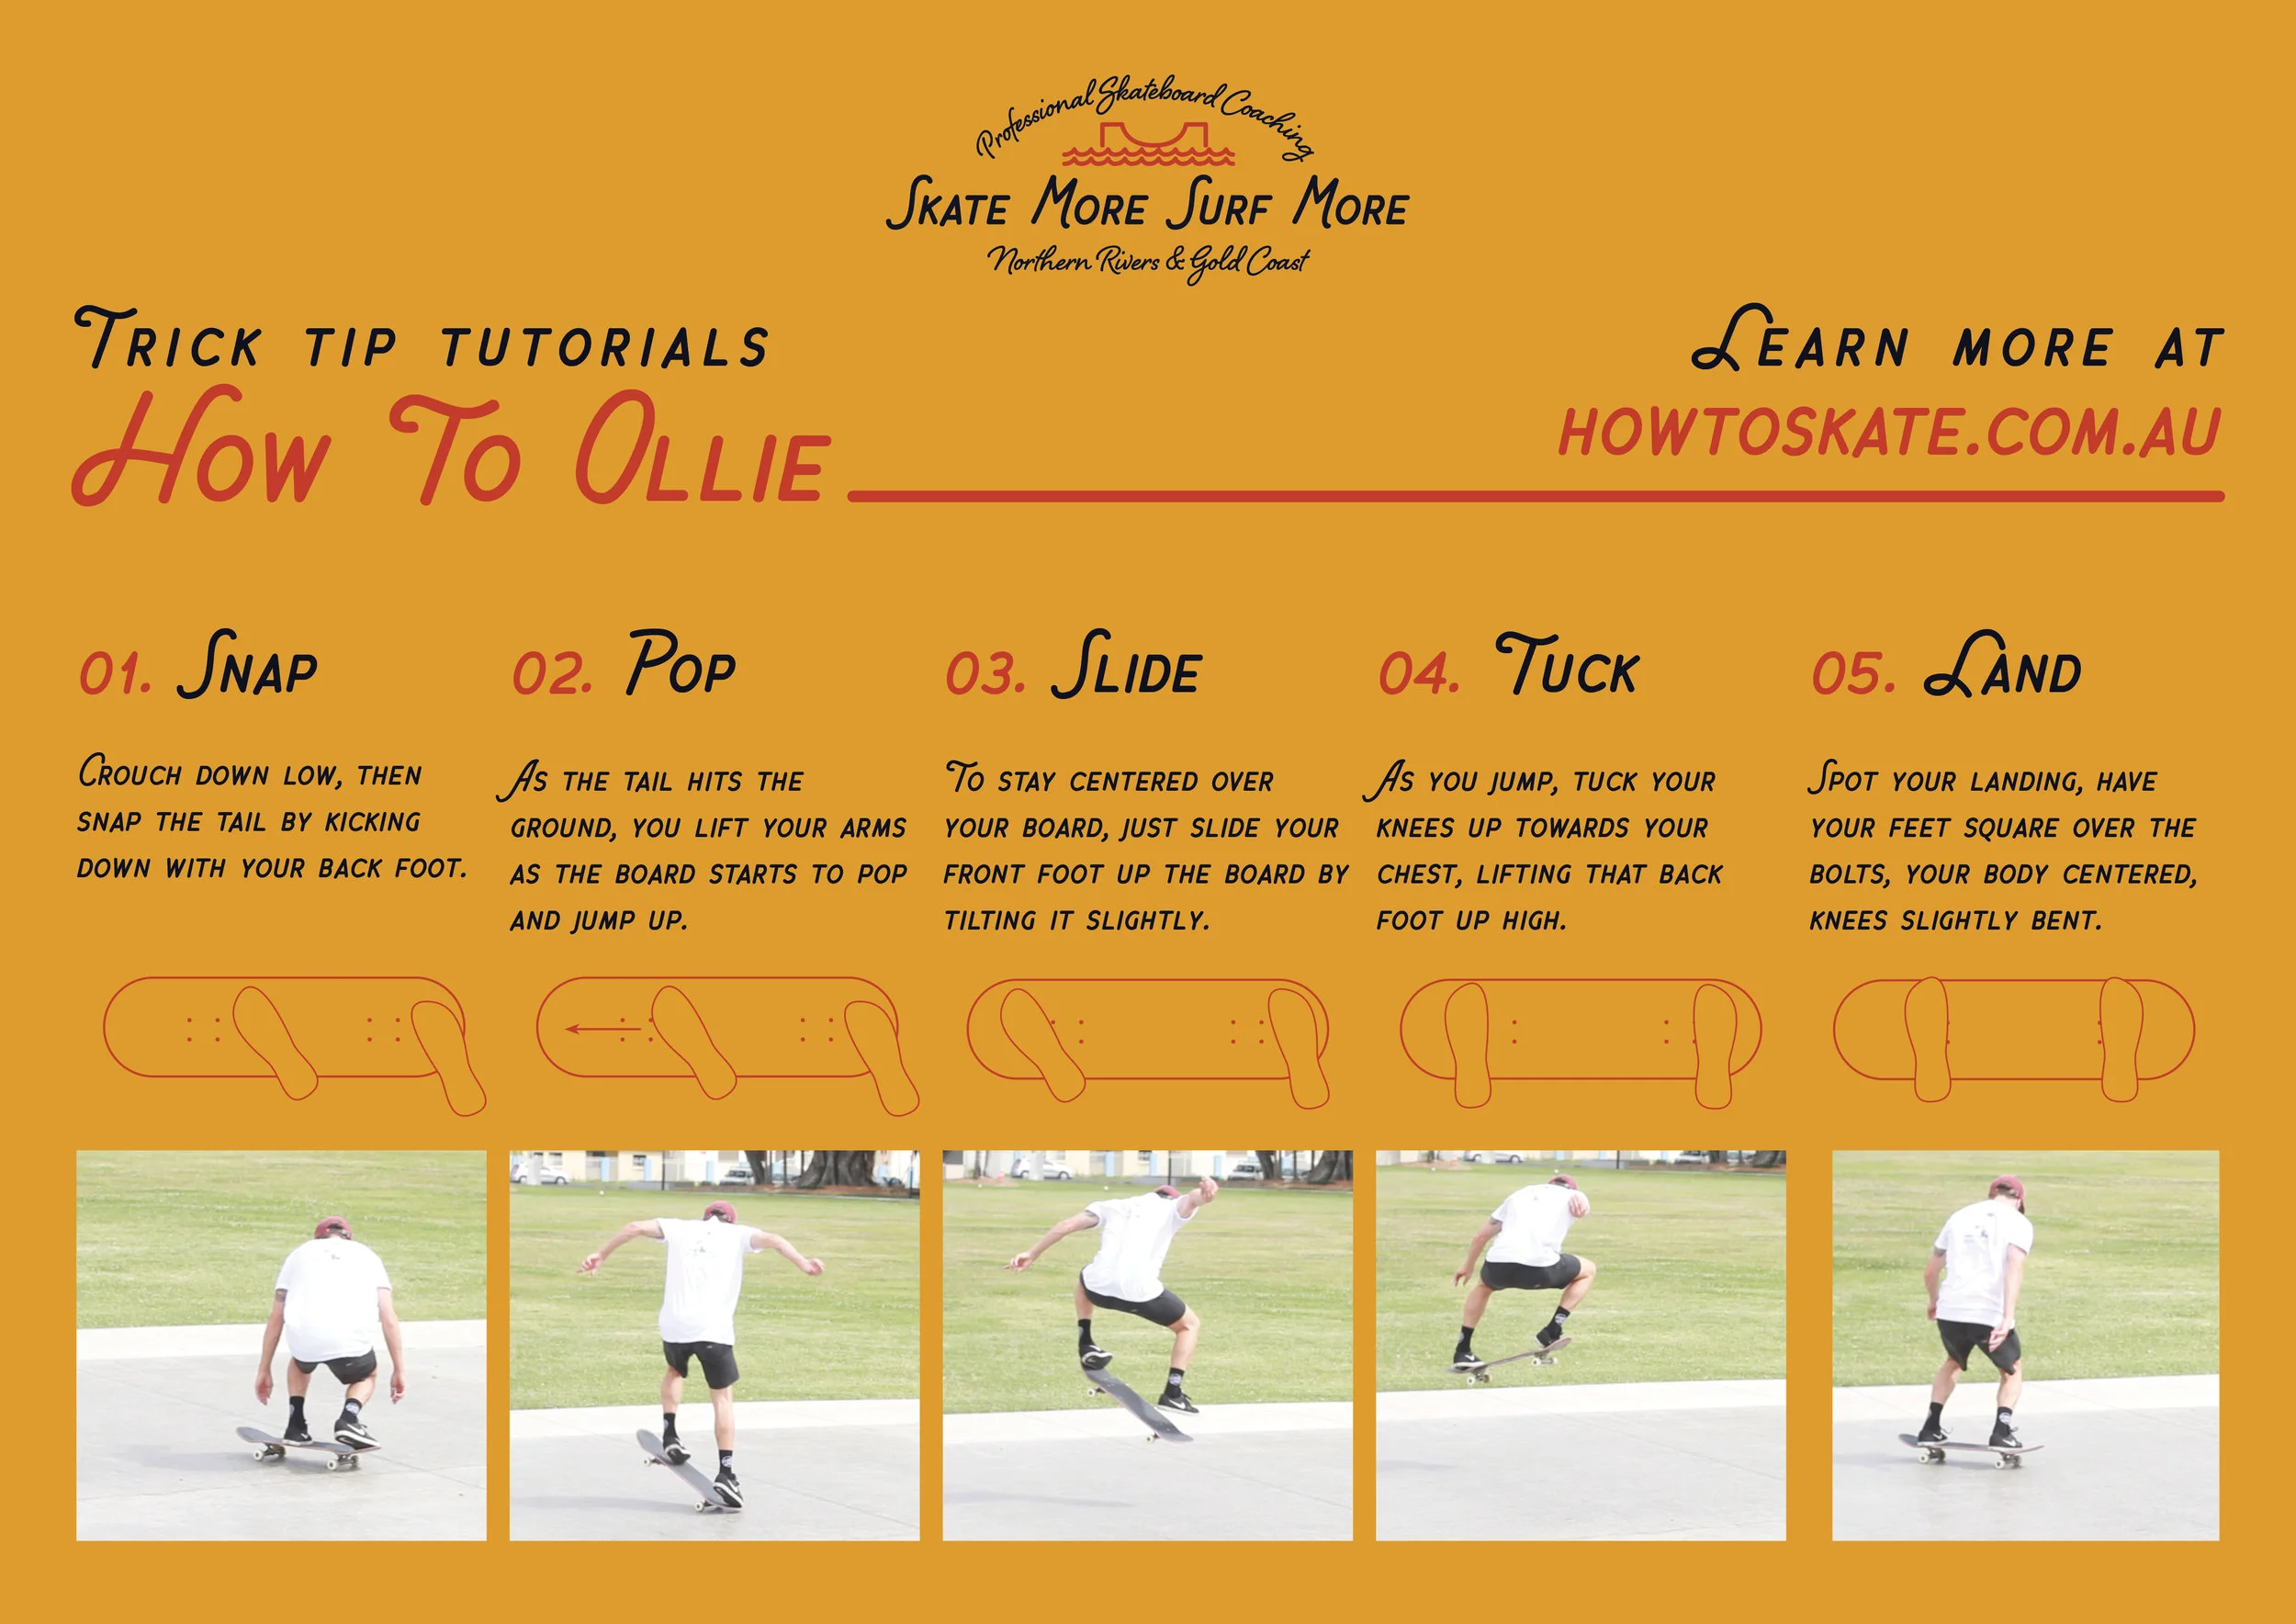 Professional Skateboard Coaching
Skate More Surf More
Northern Rivers & Gold Coast
Trick tip tutorials
How To Ollie
Learn more at
HOWTOSKATE.COM.AU
01. Snap
Crouch down low, then
snap the tail by kicking
down with your back foot.
02. Pop
As the tail hits the
ground, you lift your arms
as the board starts to pop
and jump up.
03. Slide
To stay centered over
your board, just slide your
front foot up the board by
tilting it slightly.
04. Tuck
As you jump, tuck your
knees up towards your
chest, lifting that back
foot up high.
05. Land
Spot your landing, have
your feet square over the
bolts, your body centered,
knees slightly bent.